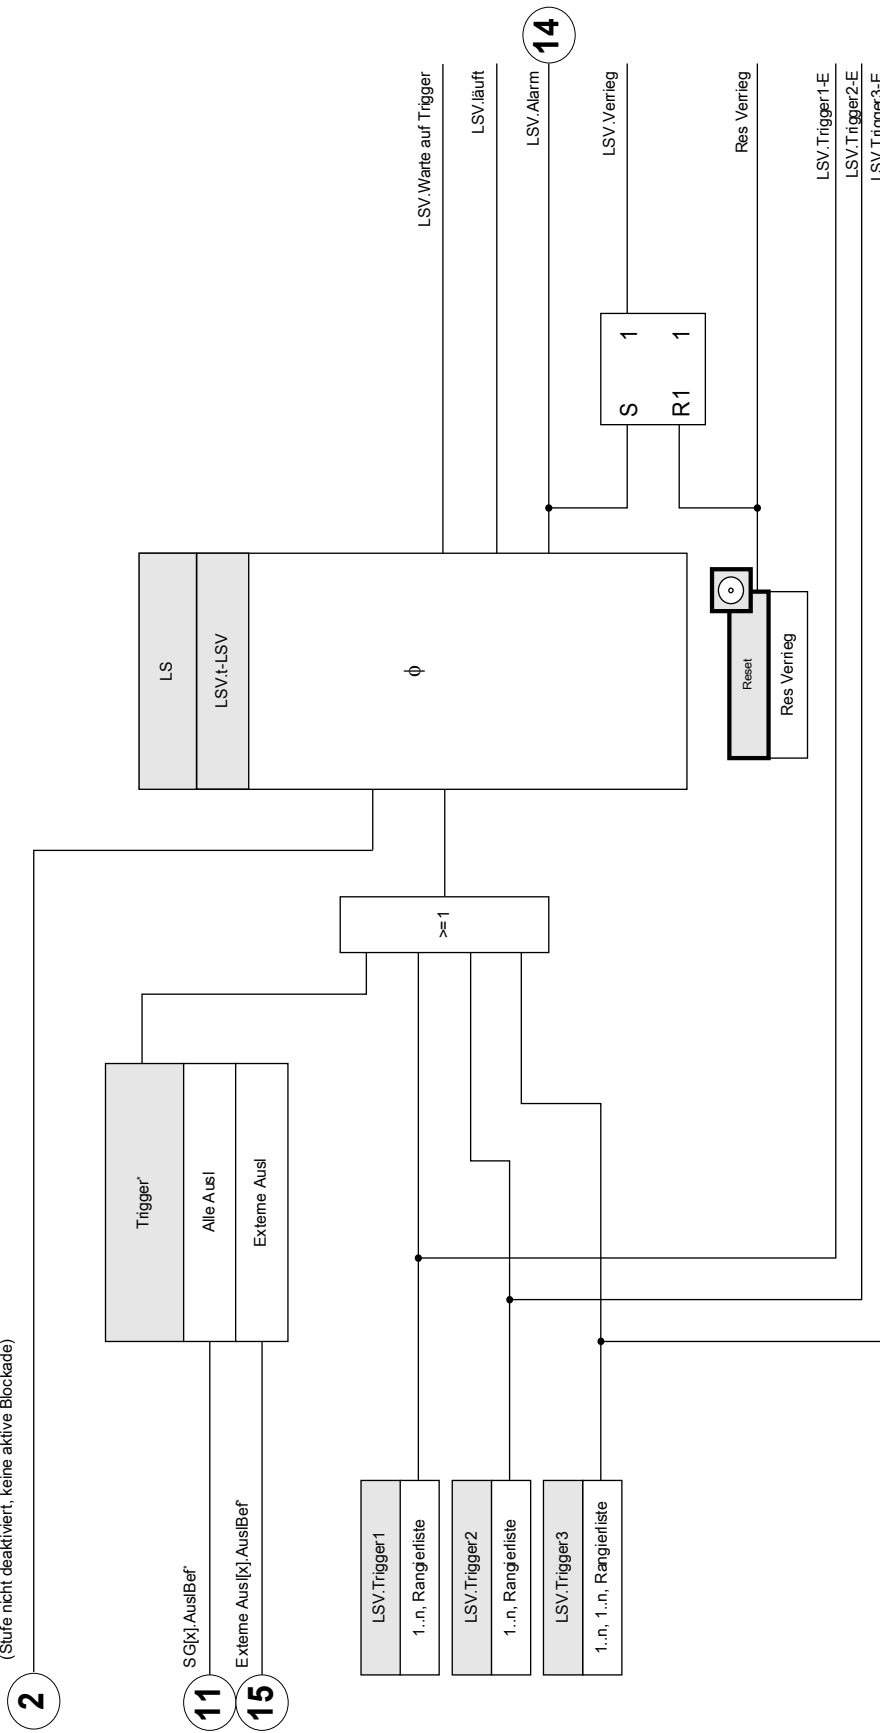 (Stufe nicht deaktiviert, keine aktive Blockade)
2
SG[x].AuslBef*
11
Externe Ausl[x].AuslBef*
15
Trigger*
Alle Ausl
Externe Ausl
LSV.Trigger1
1..n, Rangierliste
LSV.Trigger2
1..n, Rangierliste
LSV.Trigger3
1..n, 1..n, Rangierliste
>=1
LS
LSV.t-LSV
ϕ
Reset
Res Verrieg
S 1
R1 1
LSV.Warte auf Trigger
LSV.läuft
LSV.Alarm
14
LSV.Verrieg
Res Verrieg
LSV.Trigger1-E
LSV.Trigger2-E
LSV.Trigger3-E